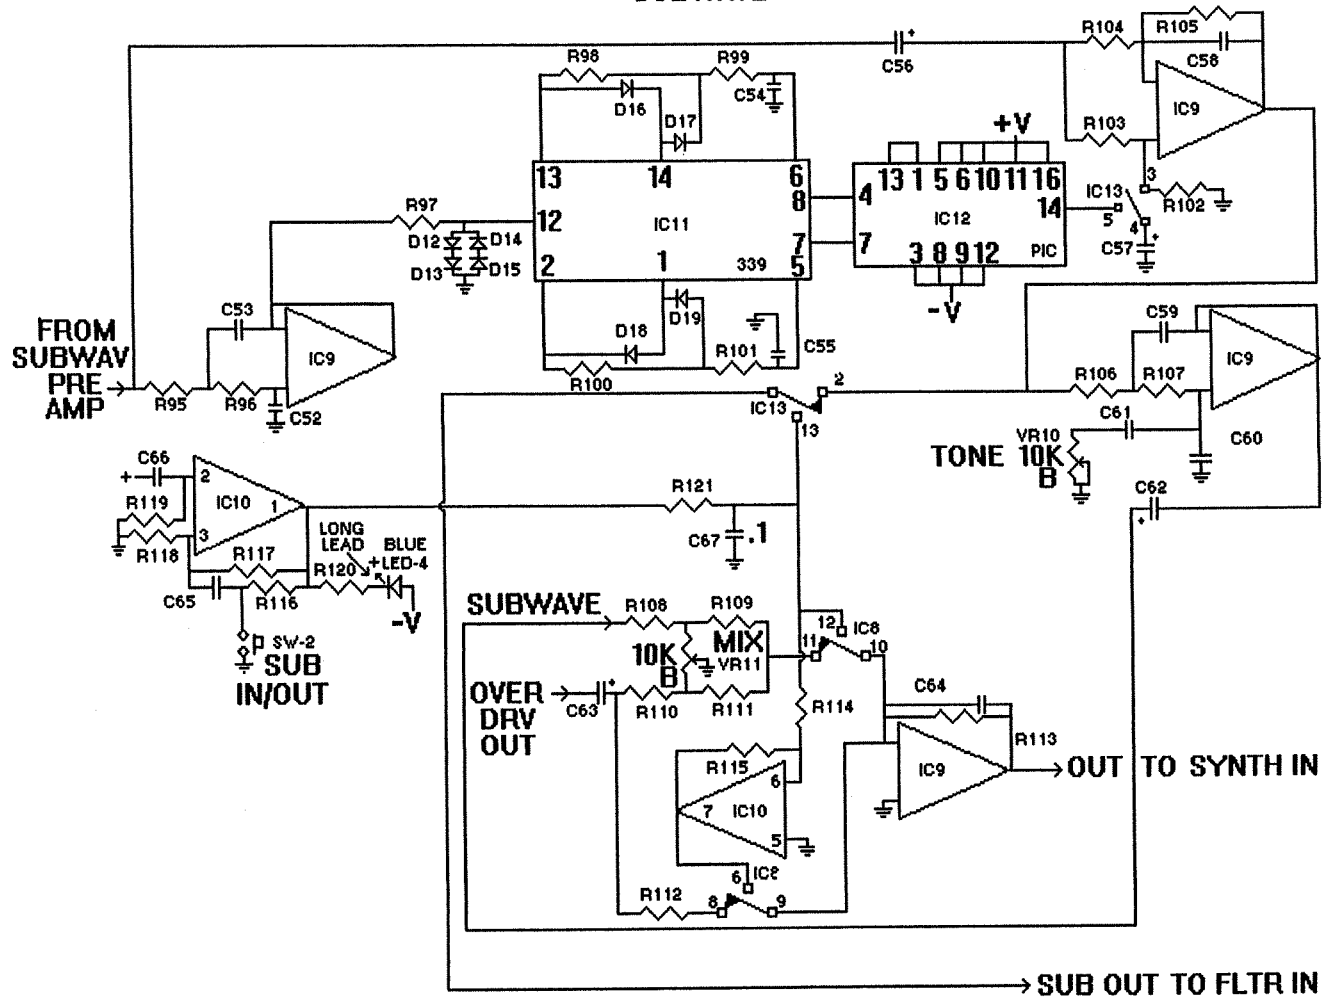 R104
R105
C56
C58
R98
R99
D16
C54
D17
R103
IC9
+V
13 14 6
8
13 1 5 6 10 11 16
4
14
IC13
3
R102
5
4
C57
R97
12
IC11
IC12
D12
D14
D13
D15
2 1 339 7
5
7
3 8 9 12
PIC
-V
C53
IC9
FROM
SUBWAV
PRE
AMP
R95
R96
C52
D18
D19
R100
R101
C55
C59
IC9
R106
R107
IC13
2
13
C61
C60
TONE
VR10
10K
B
C66
+
2
IC10
1
R119
3
R118
R117
C65
R116
R120
LONG
LEAD
+
BLUE
LED-4
-V
SW-2
SUB
IN/OUT
R121
C67
.1
C62
+
SUBWAVE
R108
R109
10K
B
MIX
VR11
12
IC8
11
10
OVER
DRV
OUT
C63
+
R110
R111
R114
C64
R113
IC9
OUT TO SYNTH IN
R115
6
7
IC10
5
6
IC8
R112
8
9
SUB OUT TO FLTR IN